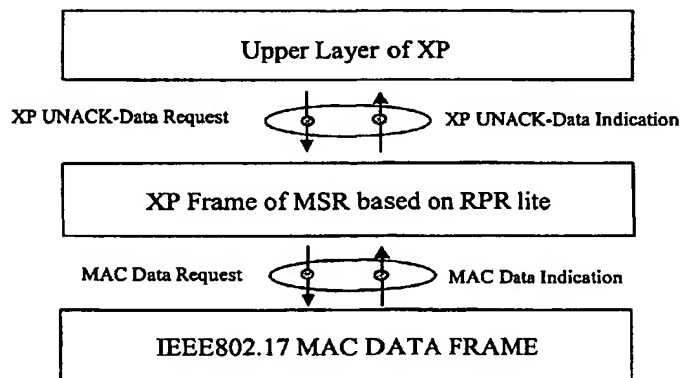 Upper Layer of XP
XP UNACK-Data Request
XP UNACK-Data Indication
XP Frame of MSR based on RPR lite
MAC Data Request
MAC Data Indication
IEEE802.17 MAC DATA FRAME